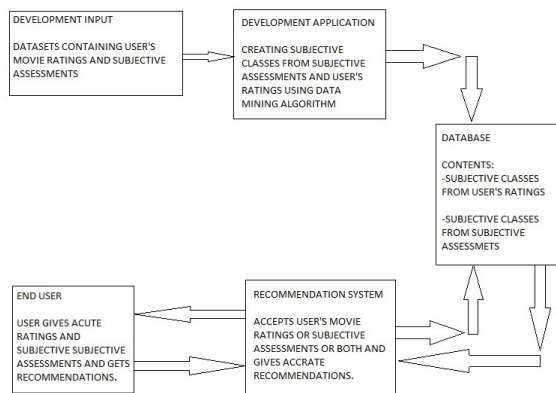 DEVELOPMENT INPUT
DATASETS CONTAINING USER'S
MOVIE RATINGS AND SUBJECTIVE
ASSESSMENTS
DEVELOPMENT APPLICATION
CREATING SUBJECTIVE
CLASSES FROM SUBJECTIVE
ASSESSMENTS AND USER'S
RATINGS USING DATA
MINING ALGORITHM
DATABASE
CONTENTS:
-SUBJECTIVE CLASSES
FROM USER'S RATINGS
-SUBJECTIVE CLASSES
FROM SUBJECTIVE
ASSESSMETS
END USER
USER GIVES ACUTE
RATINGS AND
SUBJECTIVE SUBJECTIVE
ASSESSMENTS AND GETS
RECOMMENDATIONS.
RECOMMENDATION SYSTEM
ACCEPTS USER'S MOVIE
RATINGS OR SUBJECTIVE
ASSESSMENTS OR BOTH AND
GIVES ACCRATE
RECOMMENDATIONS.